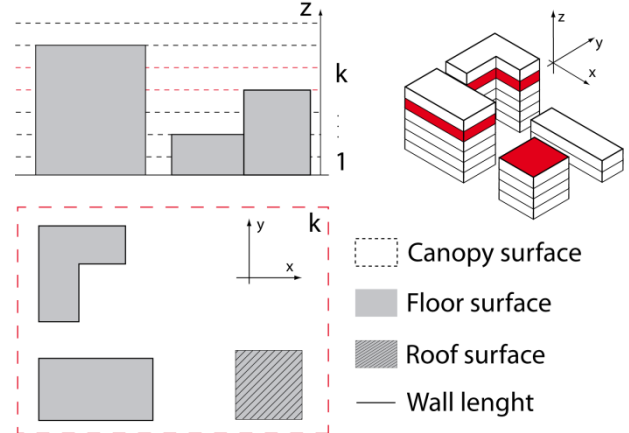 z
k
:
1
z
y
x
k
y
x
Canopy surface
Floor surface
Roof surface
Wall lenght